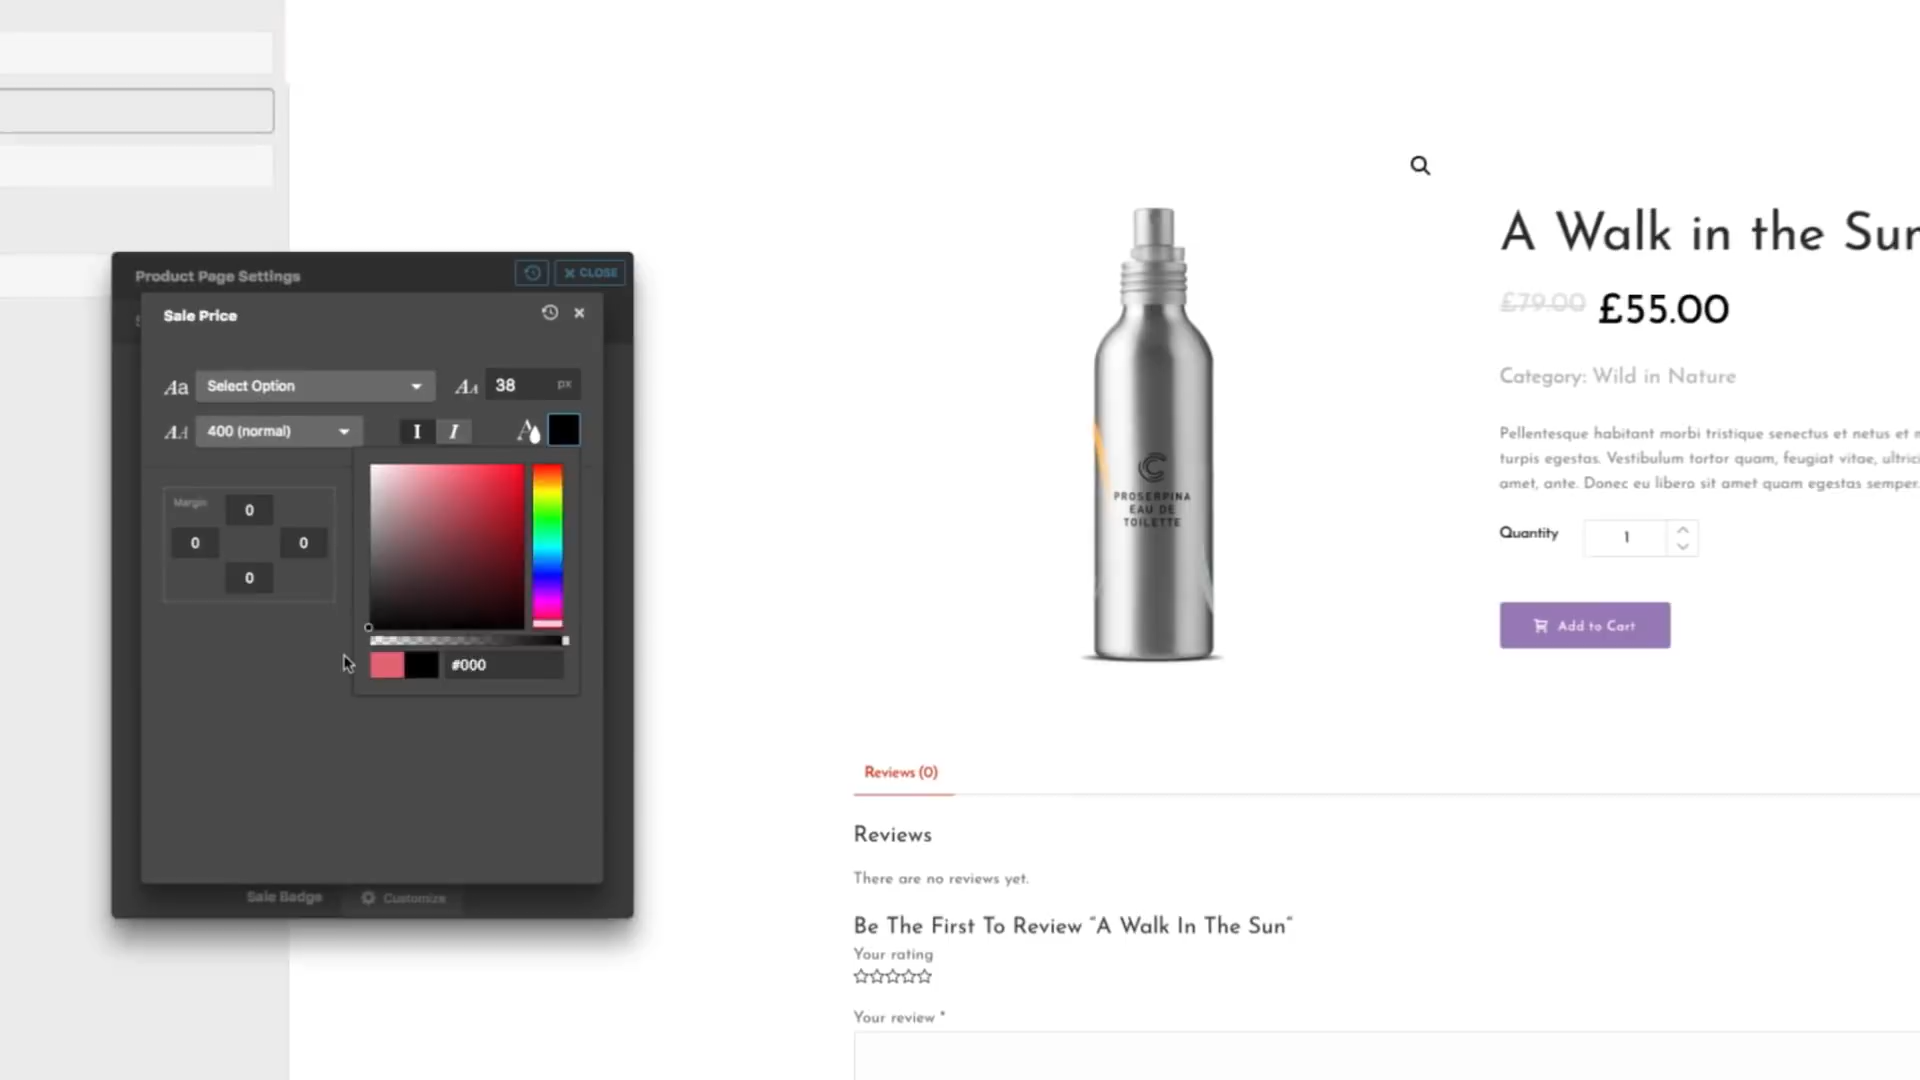 Product Page Settings
CLOSE
Sale Price
Aa Select Option
AA 38 px
AA 400 (normal)
I I
A
Margin
0
0 0
0
#000
Sale Badge
Customize
PROSERPINA
EAU DE
TOILETTE
A Walk in the Sun
£79.00 £55.00
Category: Wild in Nature
Pellentesque habitant morbi tristique senectus et netus et
turpis egestas. Vestibulum tortor quam, feugiat vitae,
amet, ante. Donec eu libero sit amet quam egestas semper.
Quantity 1
Add to Cart
Reviews (0)
Reviews
There are no reviews yet.
Be The First To Review “A Walk In The Sun”
Your rating
Your review *